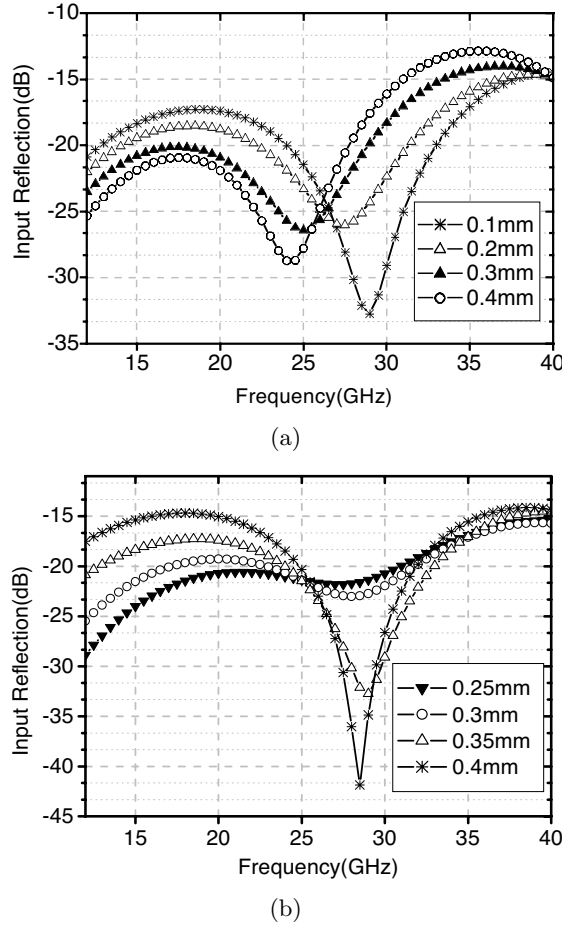 -10
-15
-20
-25
-30
-35
Input Reflection(dB)
0.1mm
0.2mm
0.3mm
0.4mm
15 20 25 30 35 40
Frequency(GHz)
(a)
-15
-20
-25
-30
-35
-40
-45
Input Reflection(dB)
0.25mm
0.3mm
0.35mm
0.4mm
15 20 25 30 35 40
Frequency(GHz)
(b)